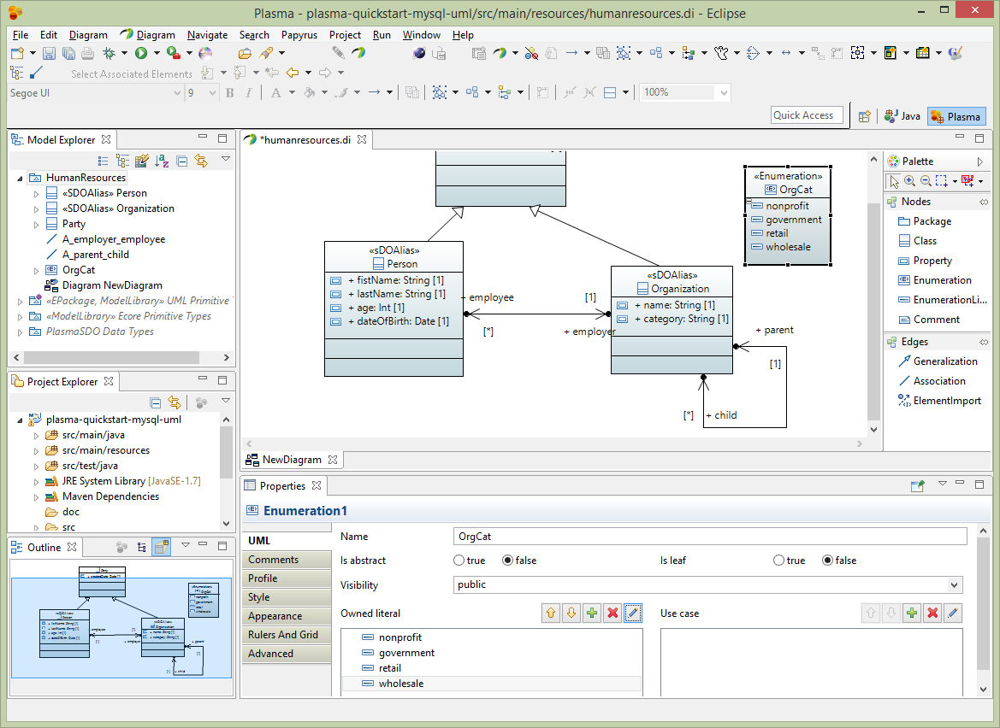 Plasma - plasma-quickstart-mysql-uml/src/main/resources/humanresources.di - Eclipse
File Edit Diagram Diagram Navigate Search Papyrus Project Run Window Help
Select Associated Elements
Segoe UI 9 B I A 100%
Quick Access Java Plasma
Model Explorer
HumanResources
«SDOAlias» Person
«SDOAlias» Organization
Party
A_employer_employee
A_parent_child
OrgCat
Diagram NewDiagram
«EPackage, ModelLibrary» UML Primitive
«ModelLibrary» Ecore Primitive Types
PlasmaSDO Data Types
Project Explorer
plasma-quickstart-mysql-uml
src/main/java
src/main/resources
src/test/java
JRE System Library [JavaSE-1.7]
Maven Dependencies
doc
src
Outline
*humanresources.di
«Enumeration»
OrgCat
nonprofit
government
retail
wholesale
«sDOAlias»
Person
+ fistName: String [1]
+ lastName: String [1]
+ age: Int [1]
+ dateOfBirth: Date [1]
+ employee
[*]
[1]
+ employer
«sDOAlias»
Organization
+ name: String [1]
+ category: String [1]
+ parent
[1]
[*]
+ child
NewDiagram
Palette
Nodes
Package
Class
Property
Enumeration
EnumerationLi...
Comment
Edges
Generalization
Association
ElementImport
Properties
Enumeration1
UML
Comments
Profile
Style
Appearance
Rulers And Grid
Advanced
Name OrgCat
Is abstract true false Is leaf true false
Visibility public
Owned literal Use case
nonprofit
government
retail
wholesale